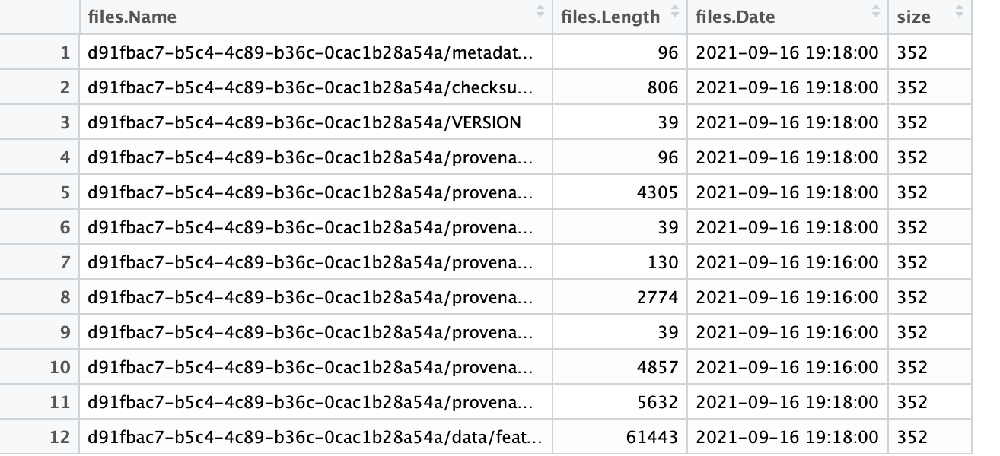 files.Name files.Length files.Date size
1 d91fbac7-b5c4-4c89-b36c-0cac1b28a54a/metadat... 96 2021-09-16 19:18:00 352
2 d91fbac7-b5c4-4c89-b36c-0cac1b28a54a/checksu... 806 2021-09-16 19:18:00 352
3 d91fbac7-b5c4-4c89-b36c-0cac1b28a54a/VERSION 39 2021-09-16 19:18:00 352
4 d91fbac7-b5c4-4c89-b36c-0cac1b28a54a/provena... 96 2021-09-16 19:18:00 352
5 d91fbac7-b5c4-4c89-b36c-0cac1b28a54a/provena... 4305 2021-09-16 19:18:00 352
6 d91fbac7-b5c4-4c89-b36c-0cac1b28a54a/provena... 39 2021-09-16 19:18:00 352
7 d91fbac7-b5c4-4c89-b36c-0cac1b28a54a/provena... 130 2021-09-16 19:16:00 352
8 d91fbac7-b5c4-4c89-b36c-0cac1b28a54a/provena... 2774 2021-09-16 19:16:00 352
9 d91fbac7-b5c4-4c89-b36c-0cac1b28a54a/provena... 39 2021-09-16 19:16:00 352
10 d91fbac7-b5c4-4c89-b36c-0cac1b28a54a/provena... 4857 2021-09-16 19:16:00 352
11 d91fbac7-b5c4-4c89-b36c-0cac1b28a54a/provena... 5632 2021-09-16 19:18:00 352
12 d91fbac7-b5c4-4c89-b36c-0cac1b28a54a/data/feat... 61443 2021-09-16 19:18:00 352